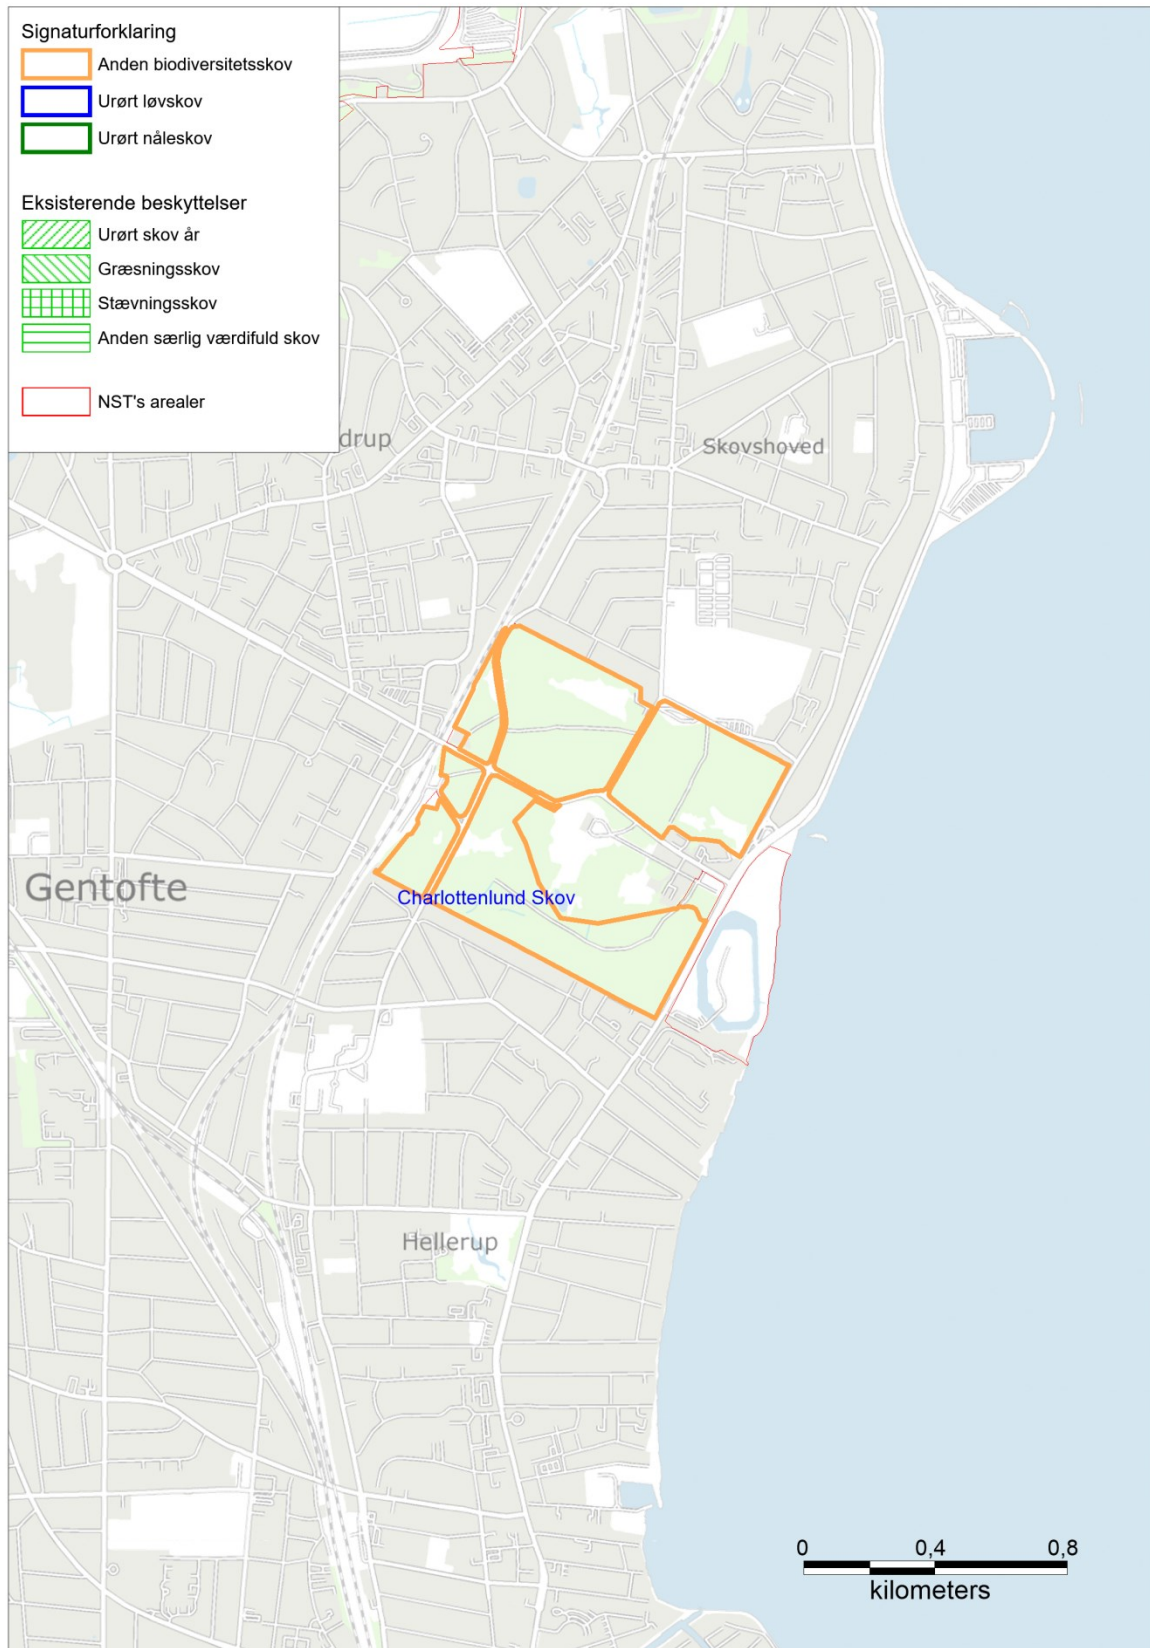 Signaturforklaring
Anden biodiversitetsskov
Urørt løvskov
Urørt nåleskov
Eksisterende beskyttelser
Urørt skov år
Græsningsskov
Stævningsskov
Anden særlig værdifuld skov
NST's arealer
drup
Skovshoved
Gentofte
Charlottenlund Skov
Hellerup
0 0,4 0,8
kilometers